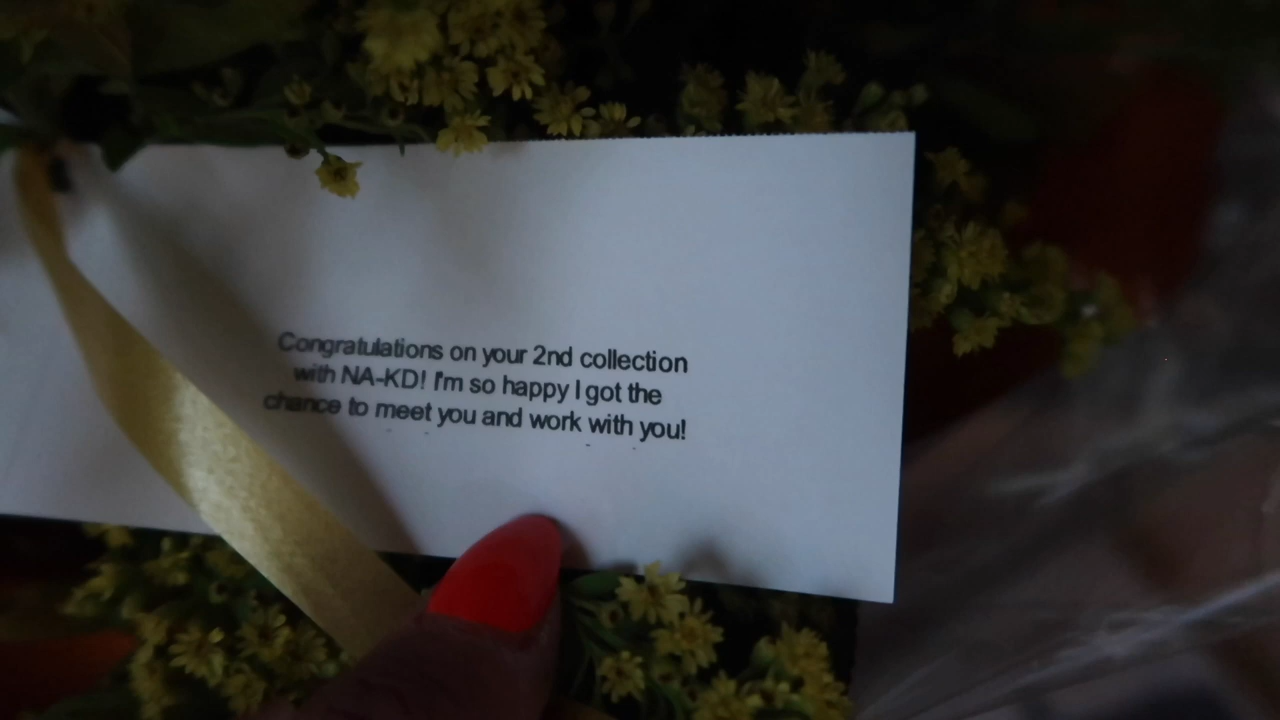 Congratulations on your 2nd collection
with NA-KD! I'm so happy I got the
chance to meet you and work with you!